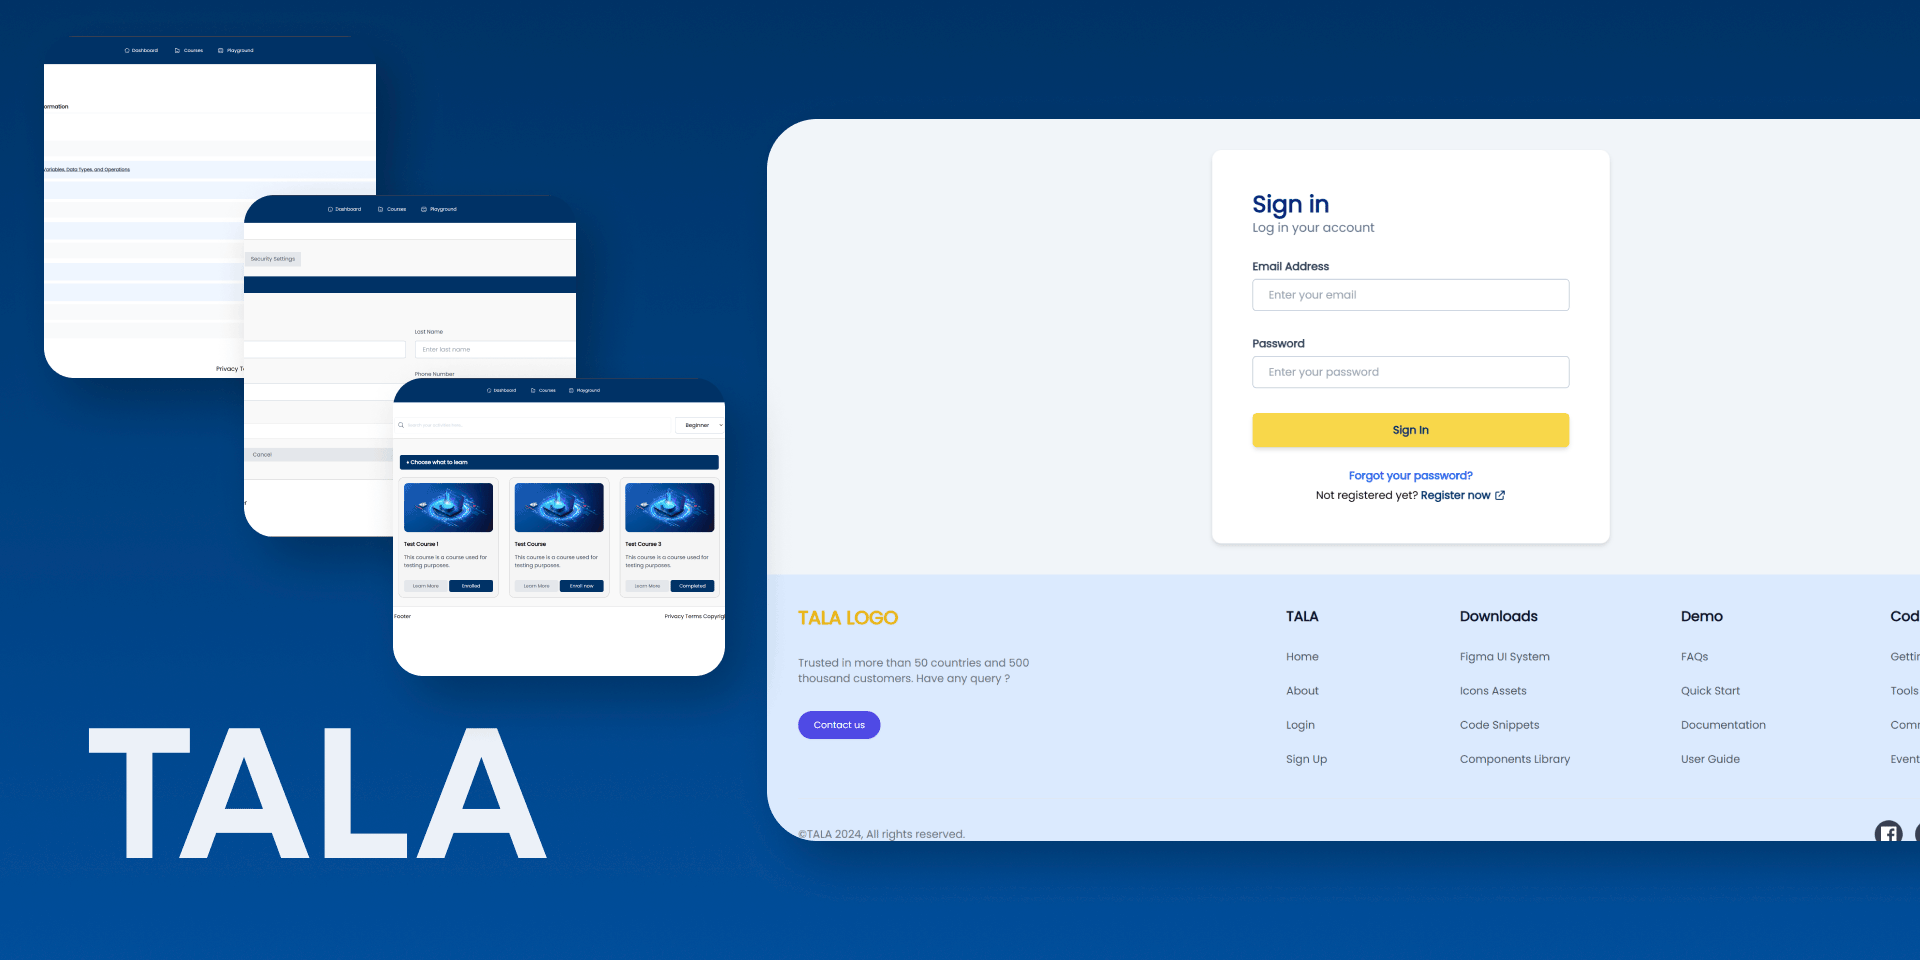 Dashboard Courses Playground
ormation
Variables, Data Types, and Operations
Privacy T
Dashboard Courses Playground
Security Settings
Last Name
Enter last name
Phone Number
Cancel
r
Dashboard Courses Playground
Beginner
+ Choose what to learn
Test Course 1
This course is a course used for
testing purposes.
Learn More Enrolled
Test Course
This course is a course used for
testing purposes.
Learn More Enroll now
Test Course 3
This course is a course used for
testing purposes.
Learn More Completed
Footer
Privacy Terms Copyrigh
TALA
Sign in
Log in your account
Email Address
Enter your email
Password
Enter your password
Sign In
Forgot your password?
Not registered yet? Register now
TALA LOGO
Trusted in more than 50 countries and 500
thousand customers. Have any query ?
Contact us
TALA
Home
About
Login
Sign Up
Downloads
Figma UI System
Icons Assets
Code Snippets
Components Library
Demo
FAQs
Quick Start
Documentation
User Guide
Cod
Gettin
Tools
Comm
Event
©TALA 2024, All rights reserved.